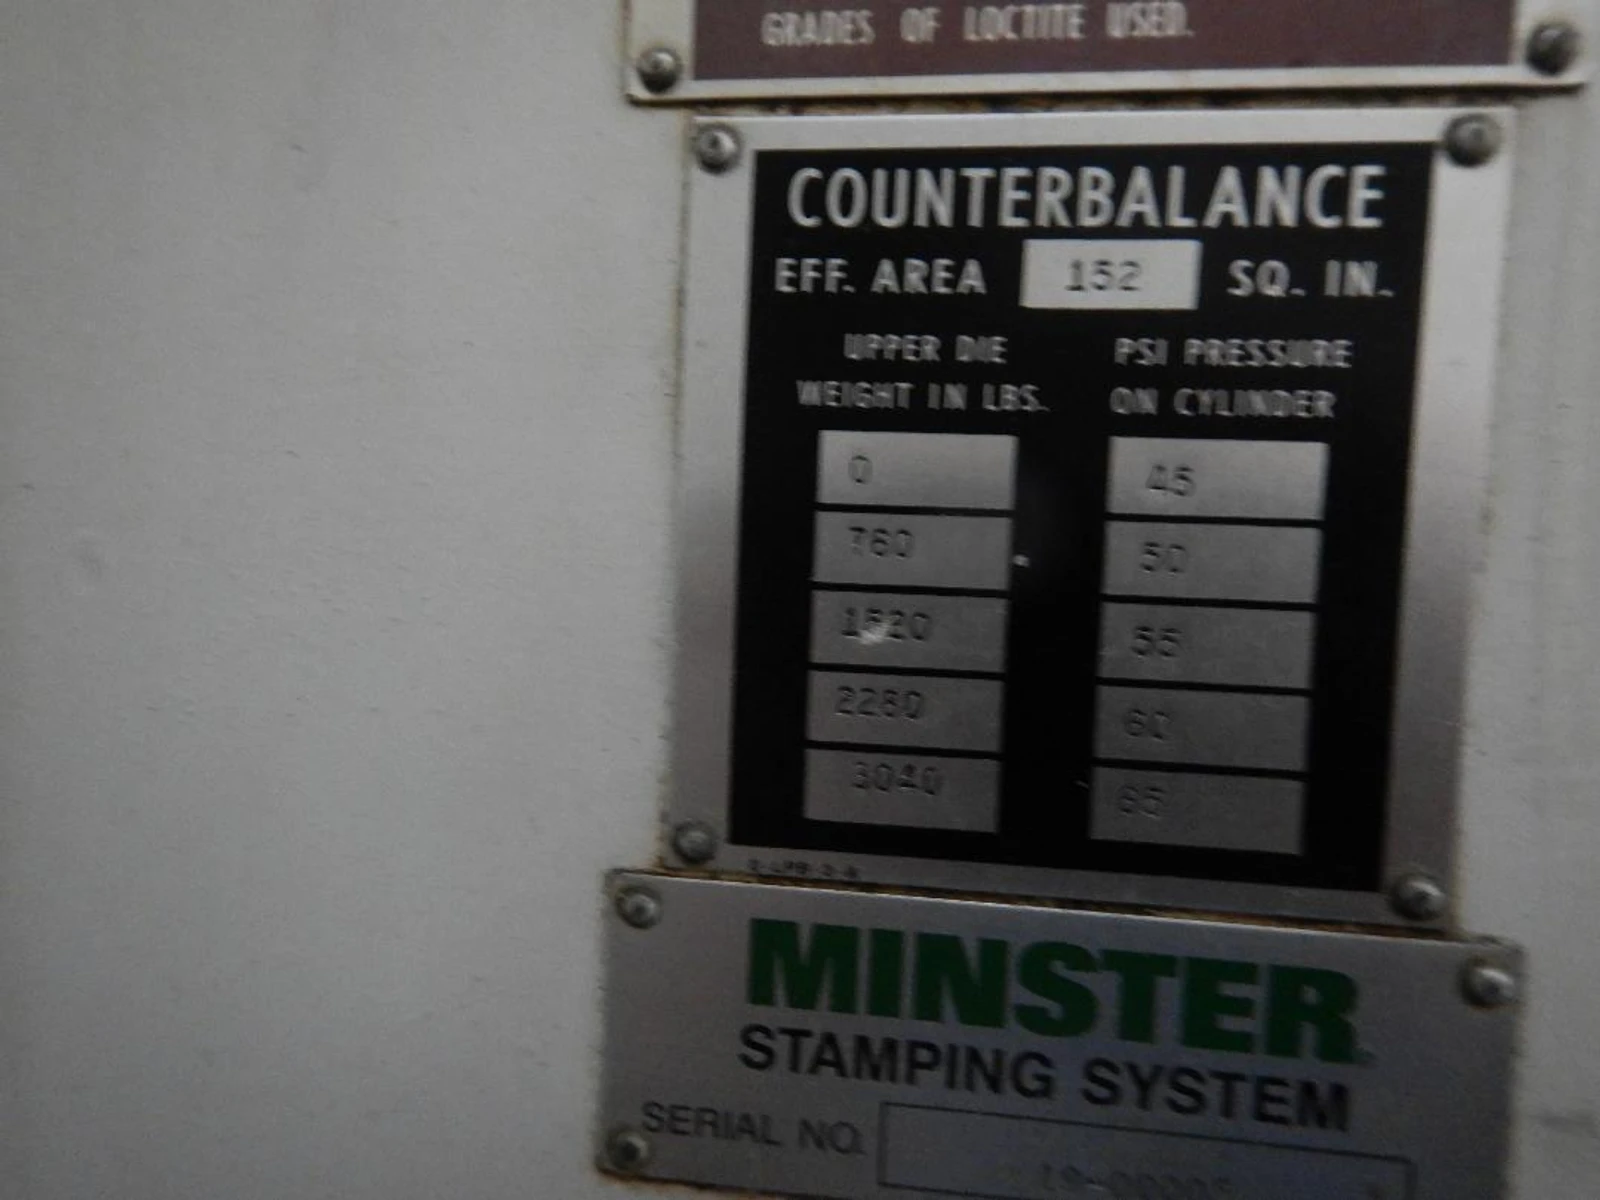 GRADES OF LOCTITE USED.
COUNTERBALANCE
EFF. AREA 152 SQ. IN.
UPPER DIE PSI PRESSURE
WEIGHT IN LBS. ON CYLINDER
0 45
760 50
1520 55
2280 60
3040 65
MINSTER
STAMPING SYSTEM
SERIAL NO.